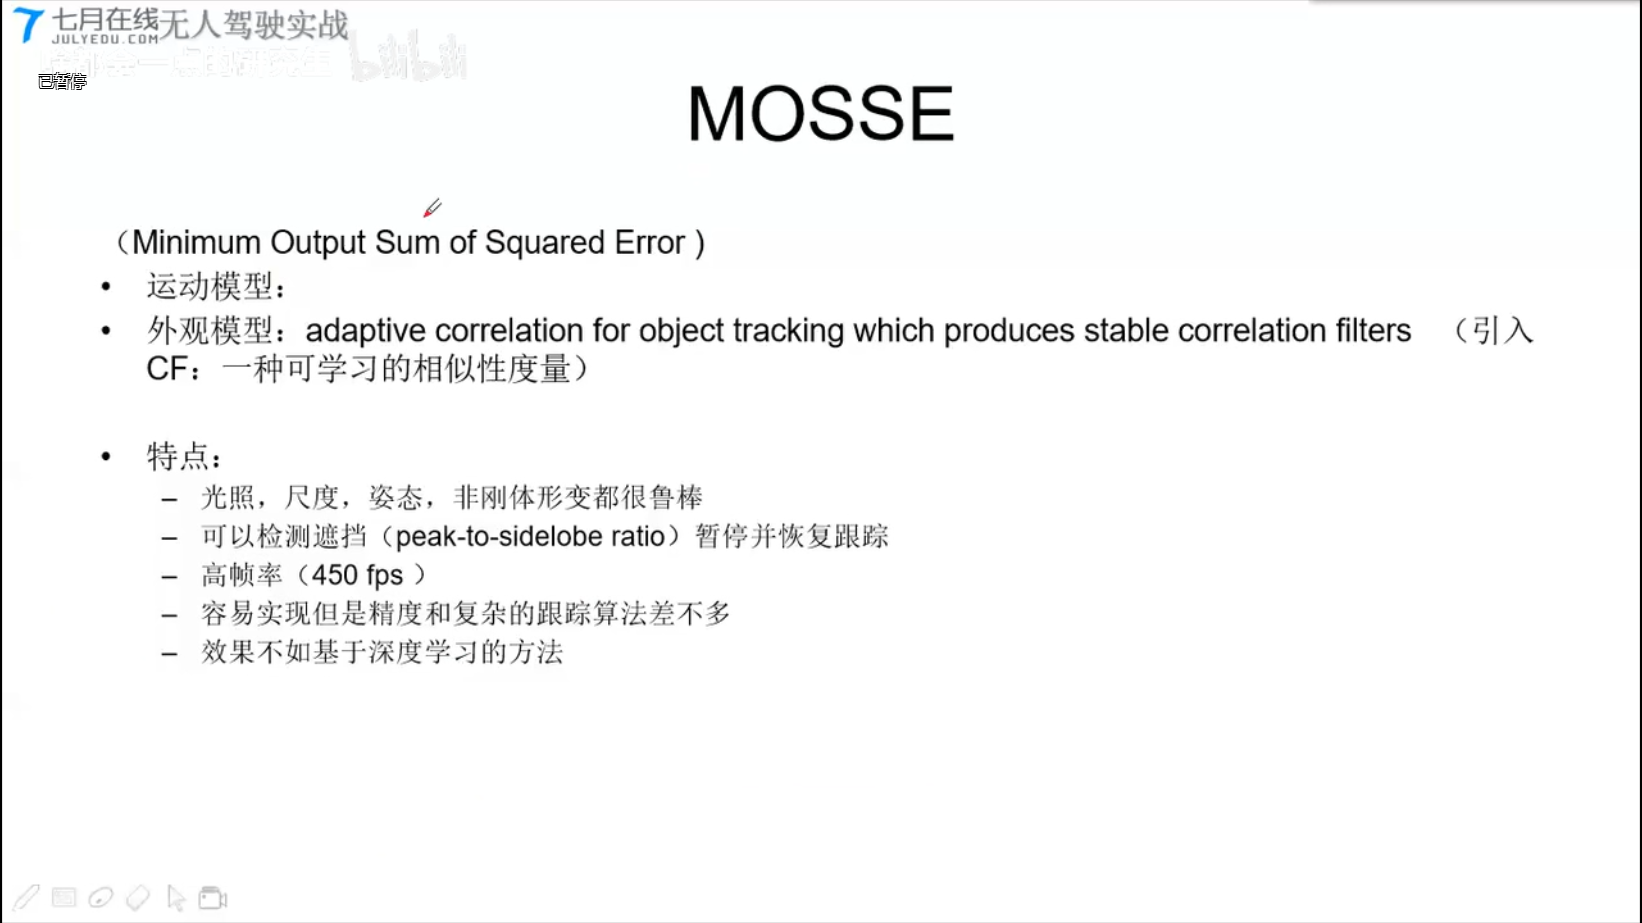 七月在线
JULYEDU.COM
无人驾驶实战
bilibili
已暂停
MOSSE
（Minimum Output Sum of Squared Error )
• 运动模型：
• 外观模型：adaptive correlation for object tracking which produces stable correlation filters （引入
CF：一种可学习的相似性度量）
• 特点：
– 光照，尺度，姿态，非刚体形变都很鲁棒
– 可以检测遮挡（peak-to-sidelobe ratio）暂停并恢复跟踪
– 高帧率（450 fps ）
– 容易实现但是精度和复杂的跟踪算法差不多
– 效果不如基于深度学习的方法